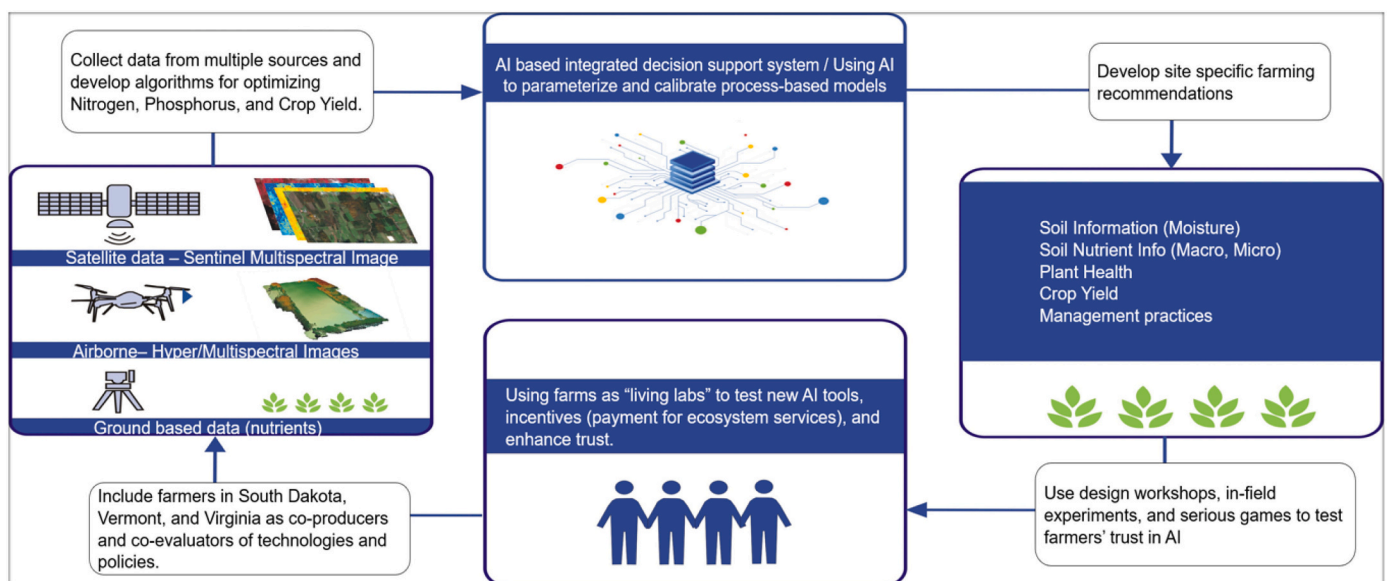 Collect data from multiple sources and
develop algorithms for optimizing
Nitrogen, Phosphorus, and Crop Yield.
AI based integrated decision support system / Using AI
to parameterize and calibrate process-based models
Develop site specific farming
recommendations
Satellite data – Sentinel Multispectral Image
Airborne– Hyper/Multispectral Images
Ground based data (nutrients)
Soil Information (Moisture)
Soil Nutrient Info (Macro, Micro)
Plant Health
Crop Yield
Management practices
Using farms as “living labs” to test new AI tools,
incentives (payment for ecosystem services), and
enhance trust.
Include farmers in South Dakota,
Vermont, and Virginia as co-producers
and co-evaluators of technologies and
policies.
Use design workshops, in-field
experiments, and serious games to test
farmers’ trust in AI